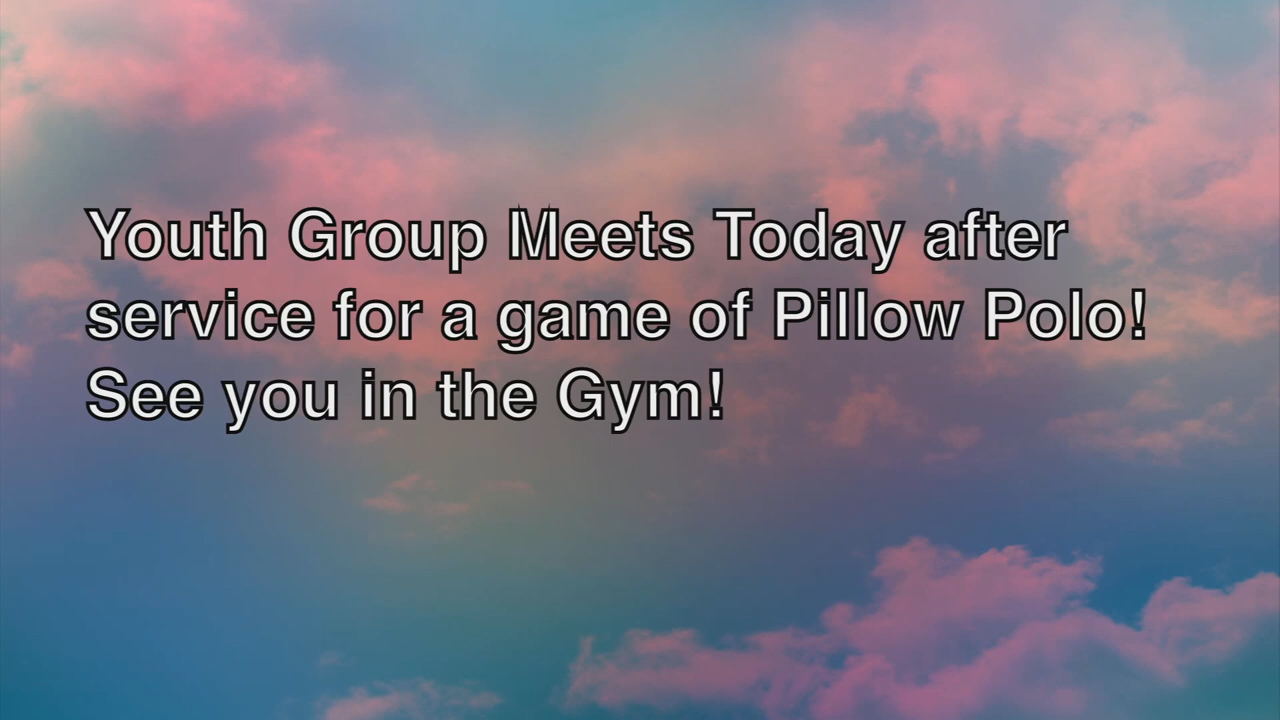 Youth Group Meets Today after
service for a game of Pillow Polo!
See you in the Gym!